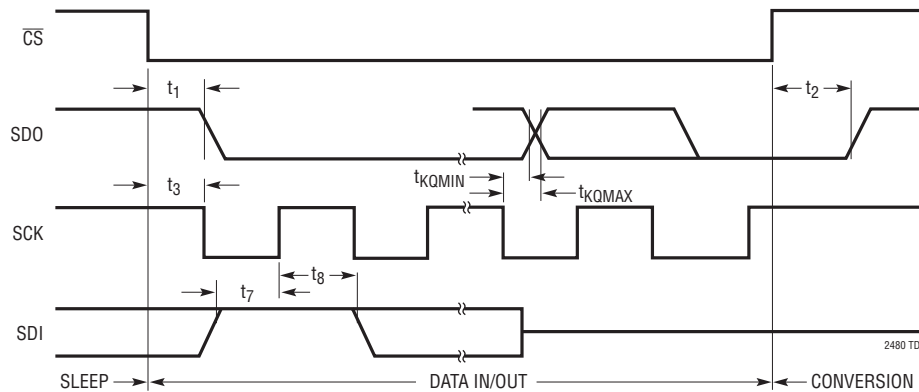 CS
t1
t2
SDO
tKQMIN
tKQMAX
t3
SCK
t8
t7
SDI
2480 TD
SLEEP
DATA IN/OUT
CONVERSION